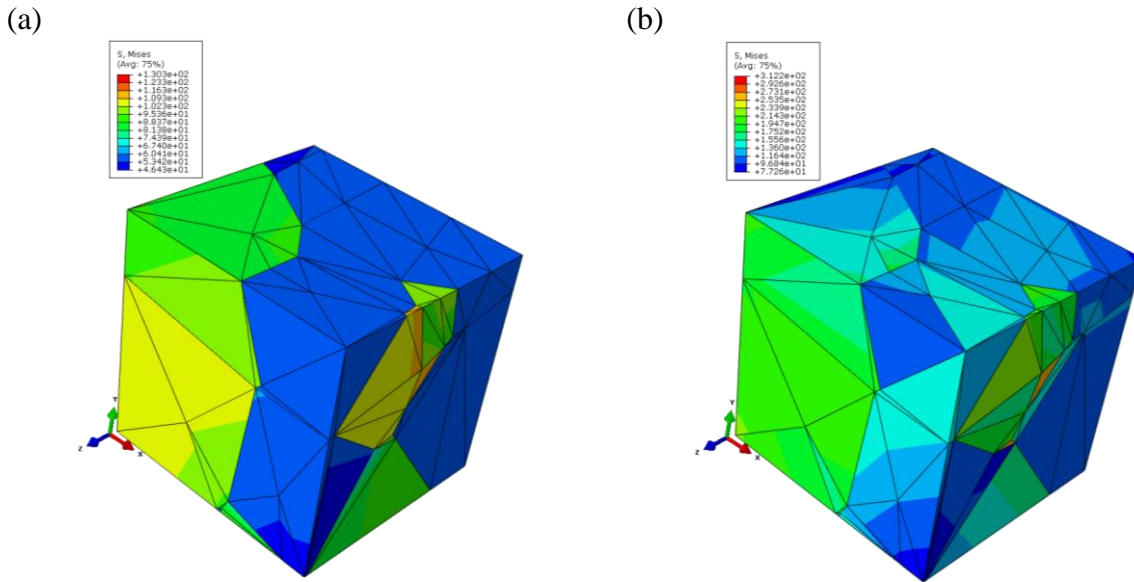 (a)
(b)
S, Mises
(Avg: 75%)
+1.303e+02
+1.233e+02
+1.163e+02
+1.093e+02
+1.023e+02
+9.536e+01
+8.837e+01
+8.138e+01
+7.439e+01
+6.740e+01
+6.041e+01
+5.342e+01
+4.643e+01
S, Mises
(Avg: 75%)
+3.122e+02
+2.926e+02
+2.731e+02
+2.535e+02
+2.339e+02
+2.143e+02
+1.947e+02
+1.752e+02
+1.556e+02
+1.360e+02
+1.164e+02
+9.684e+01
+7.726e+01
Y
Z
X
Y
Z
X